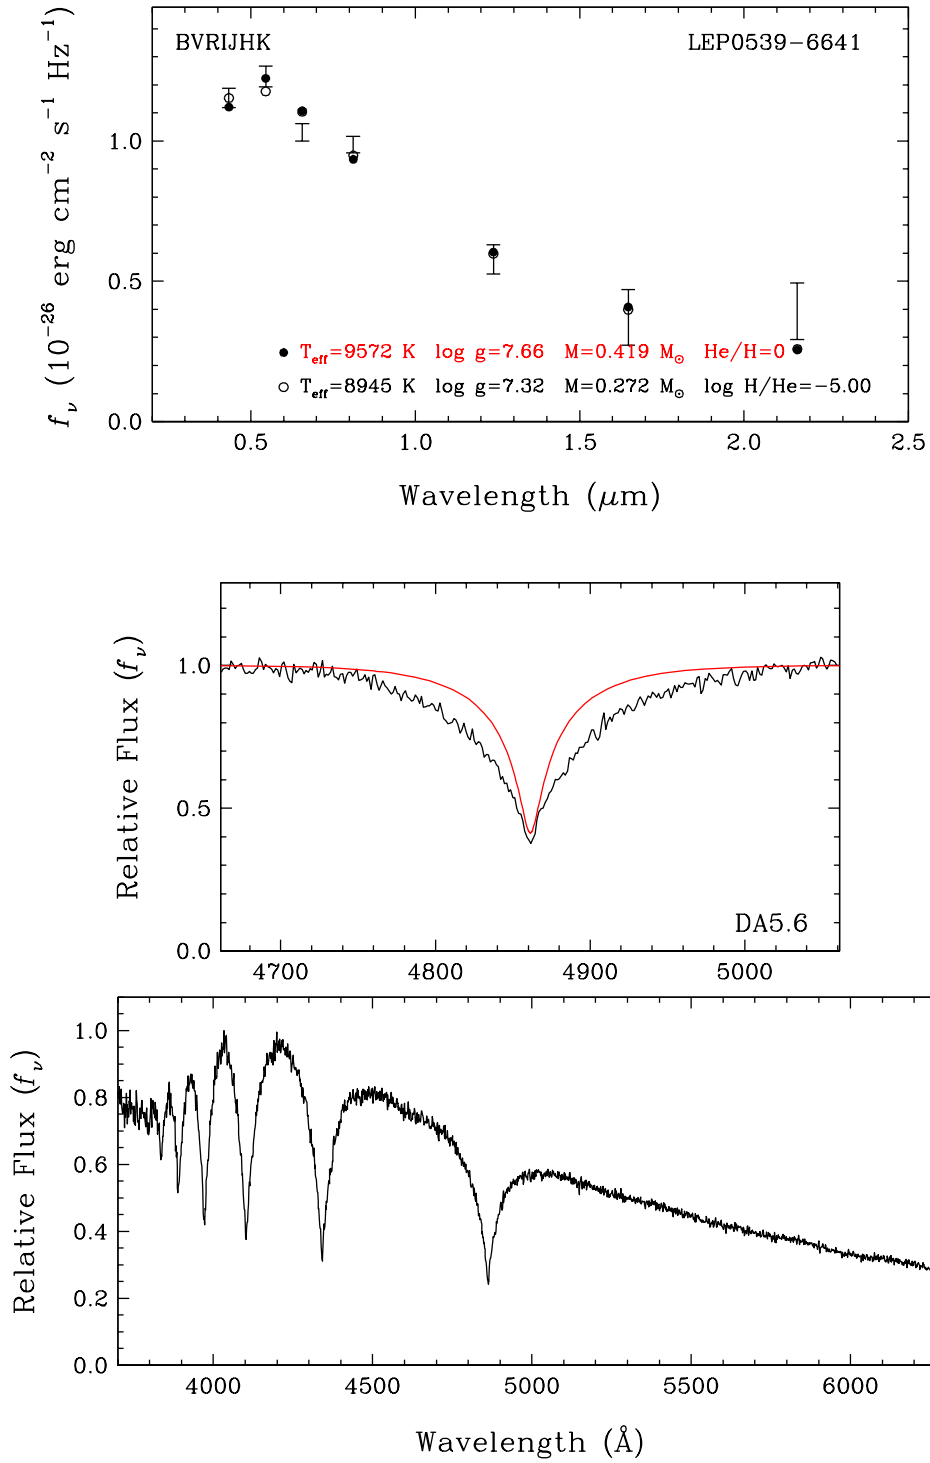 BVRIJHK LEP0539−6641
f_ν (10^−26 erg cm^−2 s^−1 Hz^−1)
1.0
0.5
0.0
T_eff=9572 K log g=7.66 M=0.419 M_⊙ He/H=0
T_eff=8945 K log g=7.32 M=0.272 M_⊙ log H/He=−5.00
0.5 1.0 1.5 2.0 2.5
Wavelength (μm)
Relative Flux (f_ν)
1.0
0.5
0.0
DA5.6
4700 4800 4900 5000
Relative Flux (f_ν)
1.0
0.8
0.6
0.4
0.2
0.0
4000 4500 5000 5500 6000
Wavelength (Å)